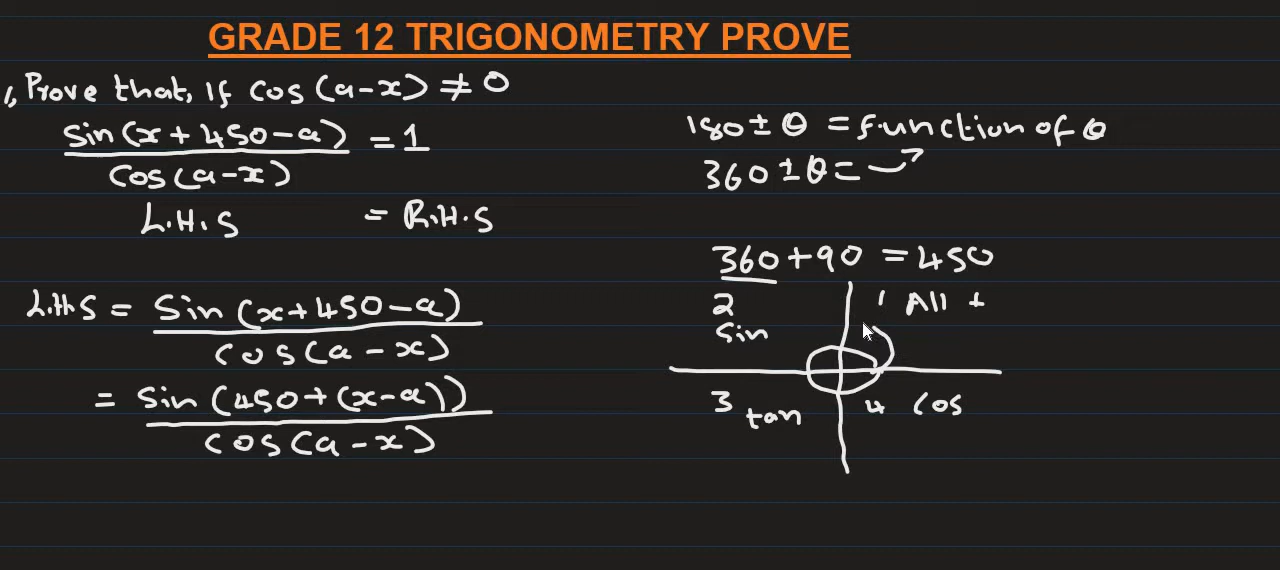 GRADE 12 TRIGONOMETRY PROVE
1, Prove that, if cos(a-x) ≠ 0
sin(x+450-a) = 1
cos(a-x)
L.H.S = R.H.S
L.H.S = sin(x+450-a)
cos(a-x)
= sin(450+(x-a))
cos(a-x)
180 ± θ = function of θ
360 ± θ =
360+90 = 450
2
sin
1 All +
3 tan
4 cos